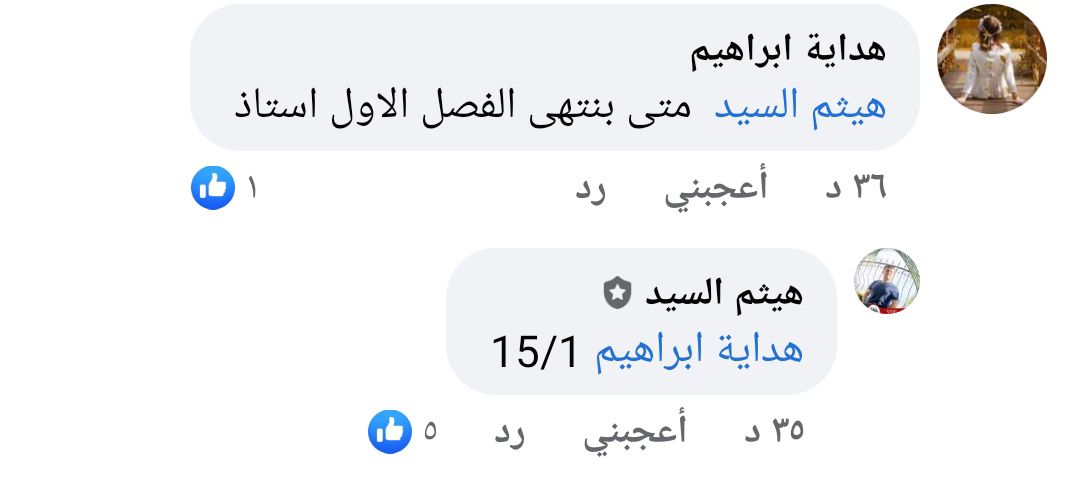 هداية ابراهيم
هيثم السيد متى بنتهى الفصل الاول استاذ
٣٦ د أعجبني رد ١
هيثم السيد
هداية ابراهيم 15/1
٣٥ د أعجبني رد ٥